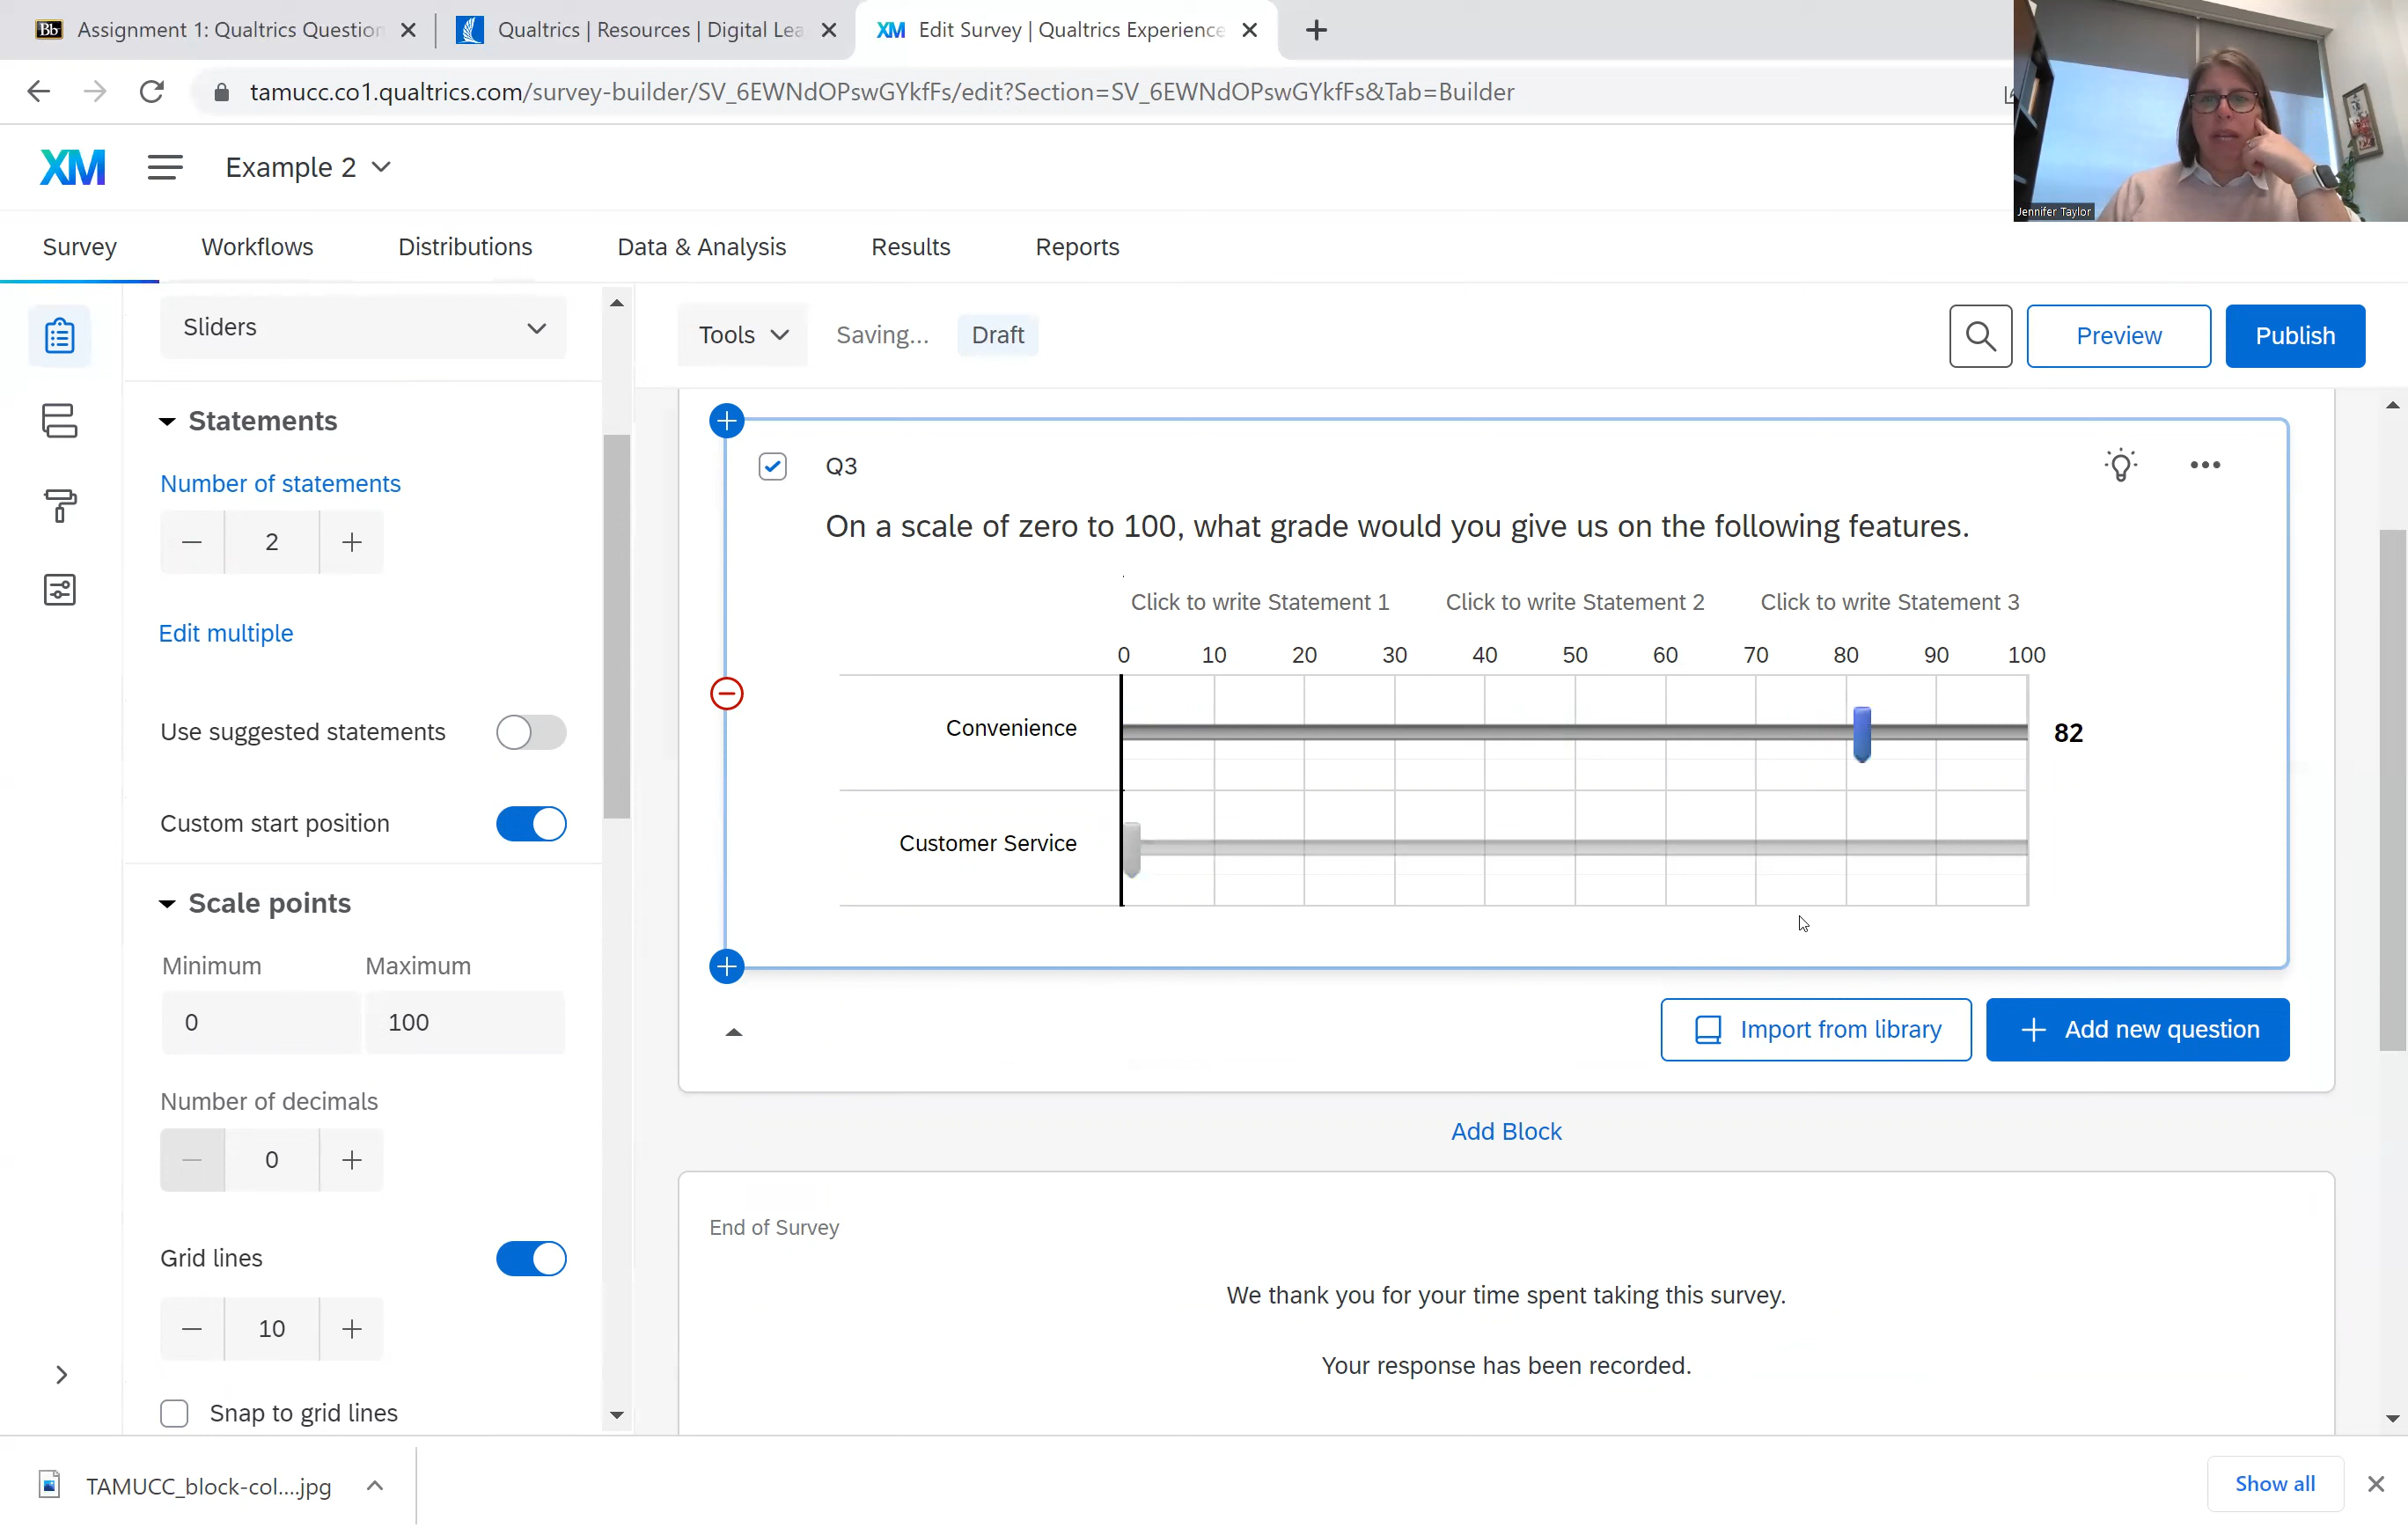 Bb Assignment 1: Qualtrics Question
Qualtrics | Resources | Digital Lea
XM Edit Survey | Qualtrics Experience
tamucc.co1.qualtrics.com/survey-builder/SV_6EWNdOPswGYkfFs/edit?Section=SV_6EWNdOPswGYkfFs&Tab=Builder
Jennifer Taylor
XM Example 2
Survey Workflows Distributions Data & Analysis Results Reports
Sliders
Statements
Number of statements
2
Edit multiple
Use suggested statements
Custom start position
Scale points
Minimum Maximum
0 100
Number of decimals
0
Grid lines
10
Snap to grid lines
Tools Saving... Draft Preview Publish
Q3
On a scale of zero to 100, what grade would you give us on the following features.
Click to write Statement 1 Click to write Statement 2 Click to write Statement 3
0 10 20 30 40 50 60 70 80 90 100
Convenience 82
Customer Service
Import from library Add new question
Add Block
End of Survey
We thank you for your time spent taking this survey.
Your response has been recorded.
TAMUCC_block-col....jpg Show all